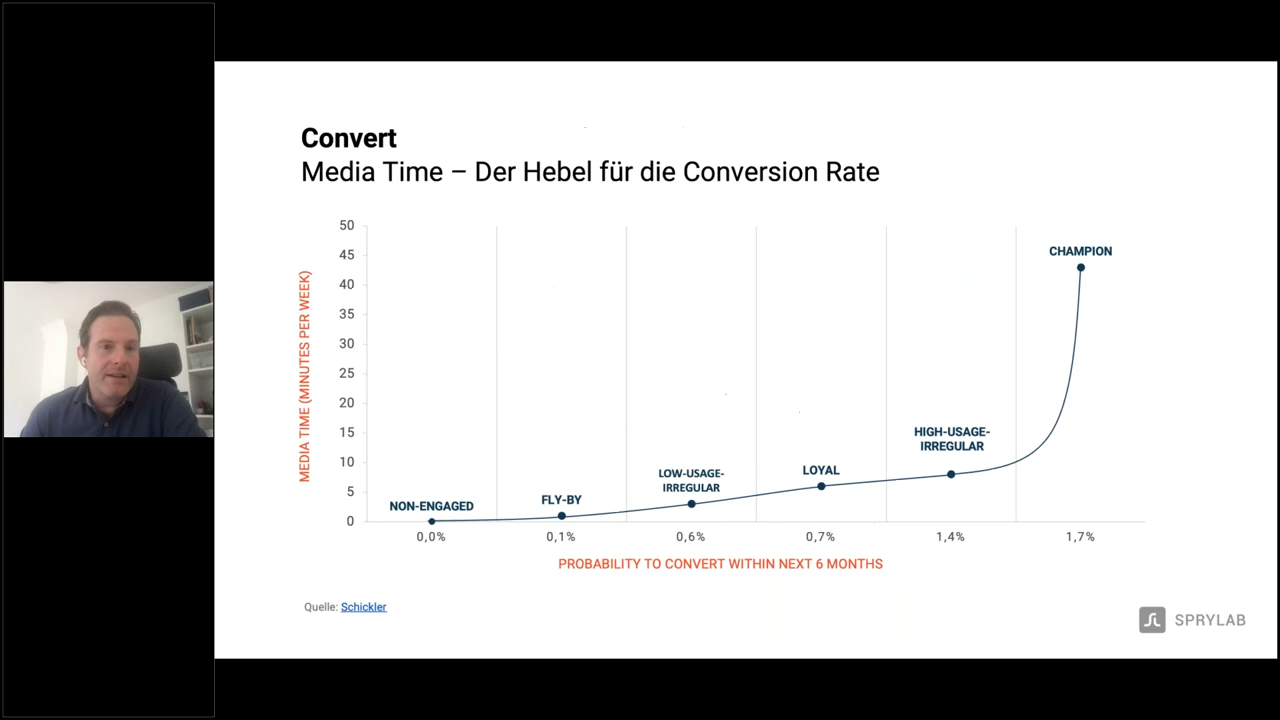 Convert
Media Time – Der Hebel für die Conversion Rate
MEDIA TIME (MINUTES PER WEEK)
50
45
40
35
30
25
20
15
10
5
0
NON-ENGAGED
FLY-BY
LOW-USAGE-
IRREGULAR
LOYAL
HIGH-USAGE-
IRREGULAR
CHAMPION
0,0%
0,1%
0,6%
0,7%
1,4%
1,7%
PROBABILITY TO CONVERT WITHIN NEXT 6 MONTHS
Quelle: Schickler
SPRYLAB